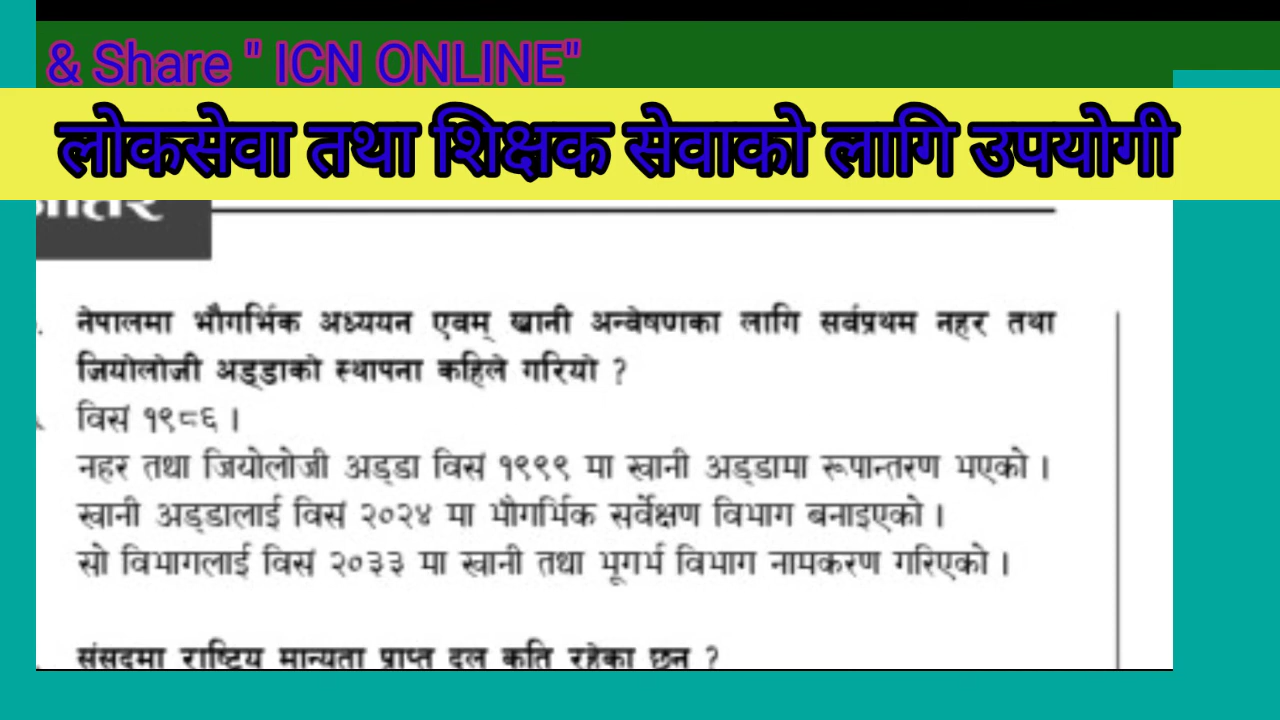 & Share " ICN ONLINE"
लोकसेवा तथा शिक्षक सेवाको लागि उपयोगी
नेपालमा भौगर्भिक अध्ययन एवम् खानी अन्वेषणका लागि सर्वप्रथम नहर तथा
जियोलोजी अड्डाको स्थापना कहिले गरियो ?
विसं १९८६ ।
नहर तथा जियोलोजी अड्डा विसं १९९९ मा खानी अड्डामा रूपान्तरण भएको ।
खानी अड्डालाई विसं २०२४ मा भौगर्भिक सर्वेक्षण विभाग बनाइएको ।
सो विभागलाई विसं २०३३ मा खानी तथा भूगर्भ विभाग नामकरण गरिएको ।
संसदमा राष्ट्रिय मान्यता प्राप्त दल कति रहेका छन् ?